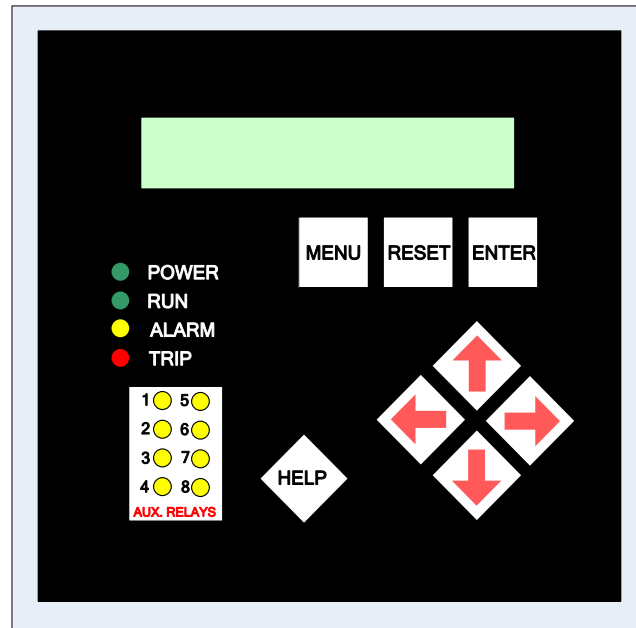 MENU RESET ENTER
POWER
RUN
ALARM
TRIP
1 5
2 6
3 7
4 8
AUX. RELAYS
HELP